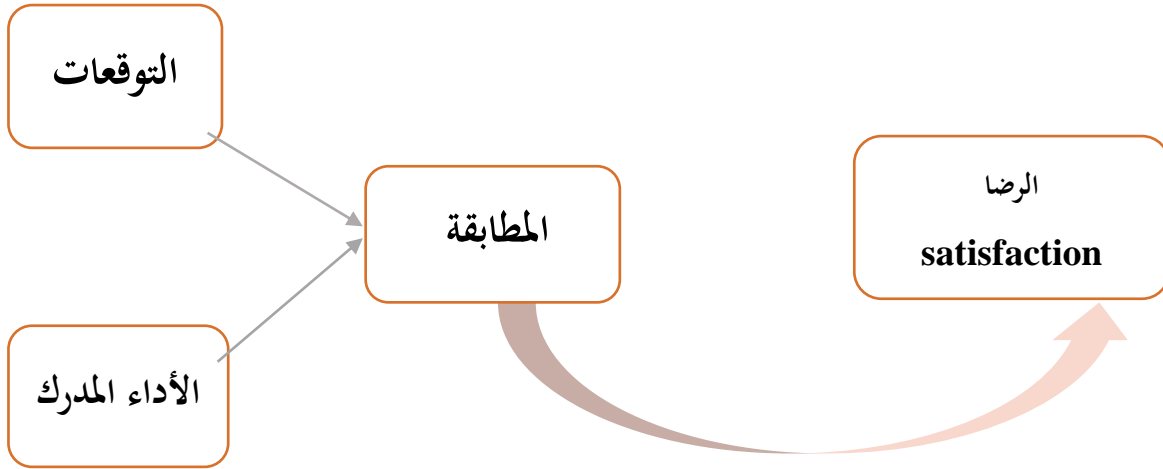 التوقعات
المطابقة
الرضا
satisfaction
الأداء المدرك